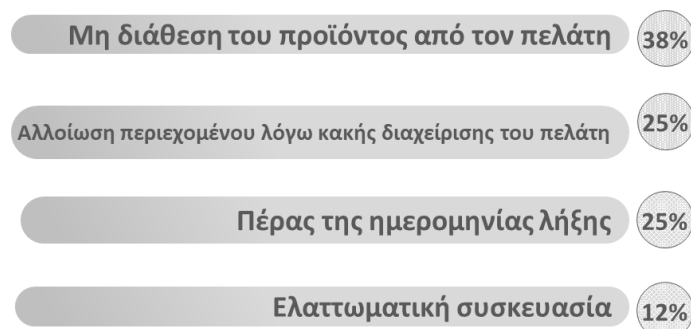 Μη διάθεση του προϊόντος από τον πελάτη 38%
Αλλοίωση περιεχομένου λόγω κακής διαχείρισης του πελάτη 25%
Πέρας της ημερομηνίας λήξης 25%
Ελαττωματική συσκευασία 12%